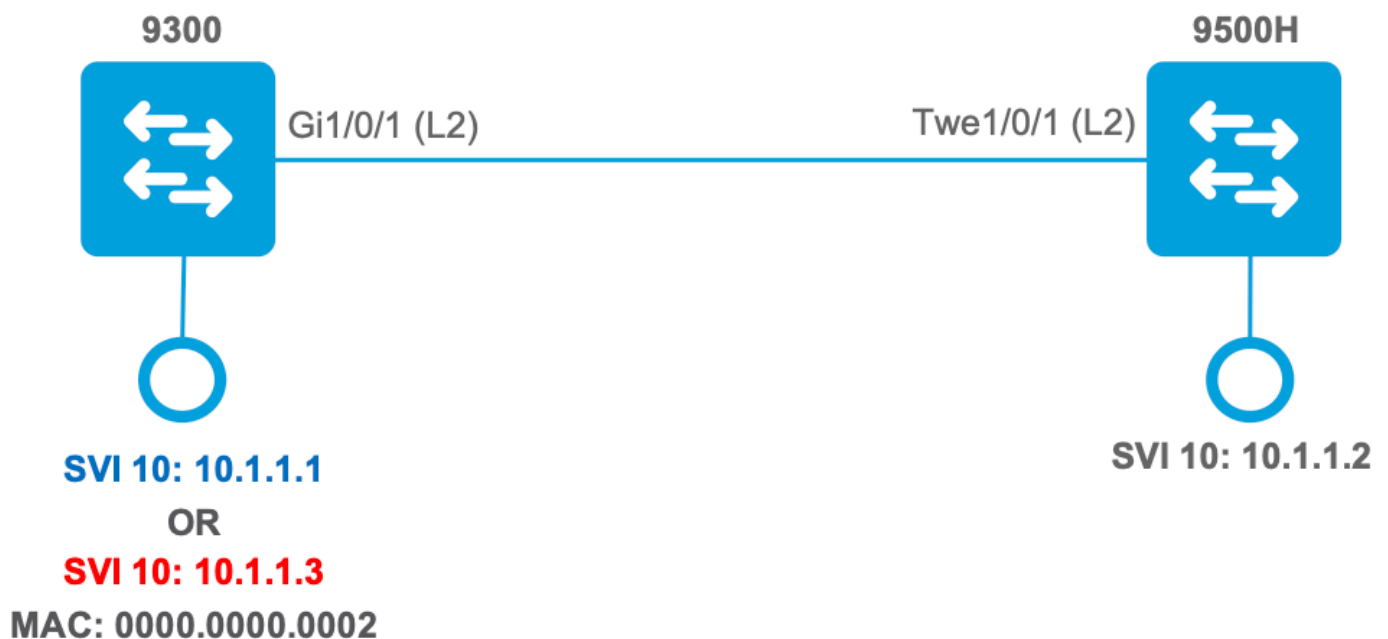 9300
9500H
Gi1/0/1 (L2)
Twe1/0/1 (L2)
SVI 10: 10.1.1.1
OR
SVI 10: 10.1.1.3
MAC: 0000.0000.0002
SVI 10: 10.1.1.2